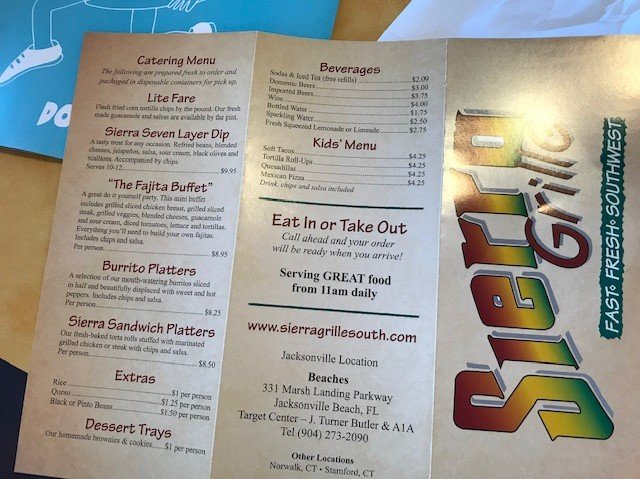 DO
Catering Menu
The following are prepared fresh to order and
packaged in disposable containers for pick up.
Lite Fare
Flash fried corn tortilla chips by the pound. Our fresh
made guacamole and salsas are available by the pint.
Sierra Seven Layer Dip
A tasty treat for any occasion. Refried beans, blended
cheeses, jalapeños, salsa, sour cream, black olives and
scallions. Accompanied by chips.
Serves 10-12 $9.95
"The Fajita Buffet"
A great do it yourself party. This mini buffet
includes grilled sliced chicken breast, grilled sliced
steak, grilled veggies, blended cheeses, guacamole
and sour cream, diced tomatoes, lettuce and tortillas.
Everything you'll need to build your own fajitas.
Includes chips and salsa.
Per person $8.95
Burrito Platters
A selection of our mouth-watering burritos sliced
in half and beautifully displaced with sweet and hot
peppers. Includes chips and salsa.
Per person $8.25
Sierra Sandwich Platters
Our fresh-baked torta rolls stuffed with marinated
grilled chicken or steak with chips and salsa.
Per person $8.50
Extras
Rice $1 per person
Queso $1.25 per person
Black or Pinto Beans $1.50 per person
Dessert Trays
Our homemade brownies & cookies $1 per person
Beverages
Sodas & Iced Tea (free refills) $2.09
Domestic Beers $3.00
Imported Beers $3.75
Wine $4.00
Bottled Water $1.75
Sparkling Water $2.50
Fresh Squeezed Lemonade or Limeade $2.75
Kids' Menu
Soft Tacos $4.25
Tortilla Roll-Ups $4.25
Quesadillas $4.25
Mexican Pizza $4.25
Drink, chips and salsa included
Eat In or Take Out
Call ahead and your order
will be ready when you arrive!
Serving GREAT food
from 11am daily
www.sierragrillesouth.com
Jacksonville Location
Beaches
331 Marsh Landing Parkway
Jacksonville Beach, FL
Target Center – J. Turner Butler & A1A
Tel (904) 273-2090
Other Locations
Norwalk, CT • Stamford, CT
Sierra
Grille
FAST: FRESH: SOUTHWEST